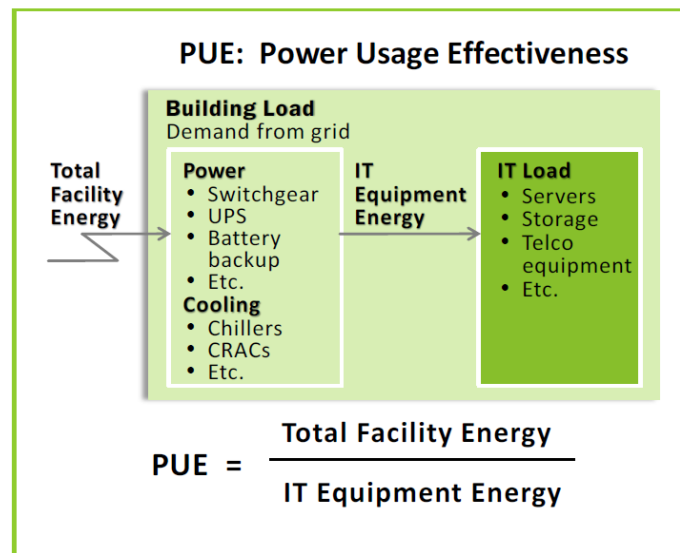 PUE: Power Usage Effectiveness
Building Load
Demand from grid
Total
Facility
Energy
Power
• Switchgear
• UPS
• Battery
backup
• Etc.
Cooling
• Chillers
• CRACs
• Etc.
IT
Equipment
Energy
IT Load
• Servers
• Storage
• Telco
equipment
• Etc.
PUE =
Total Facility Energy
IT Equipment Energy